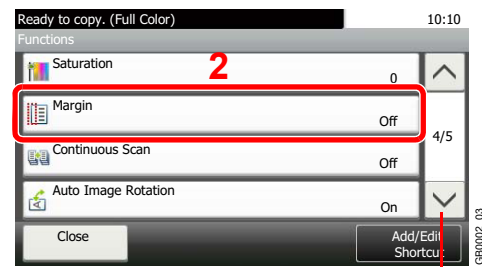 Ready to copy. (Full Color) 10:10
Functions
Saturation
2
0
Margin
Off
4/5
Continuous Scan
Off
Auto Image Rotation
On
Close
Add/Edit
Shortcut
GB0002_03